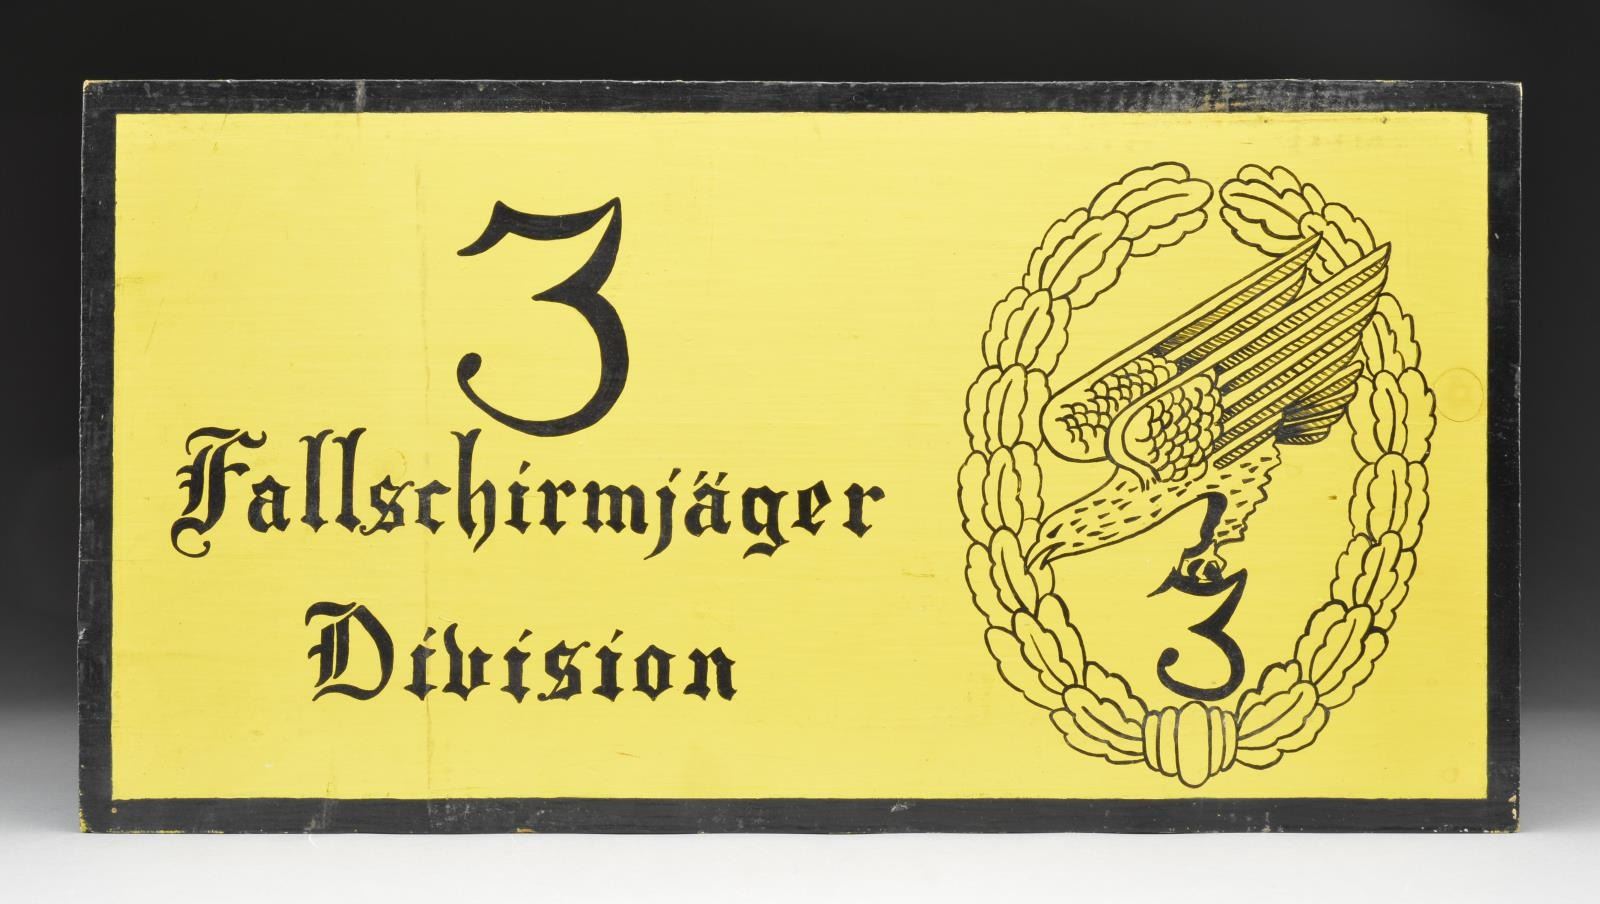 3
Fallschirmjäger
Division
3